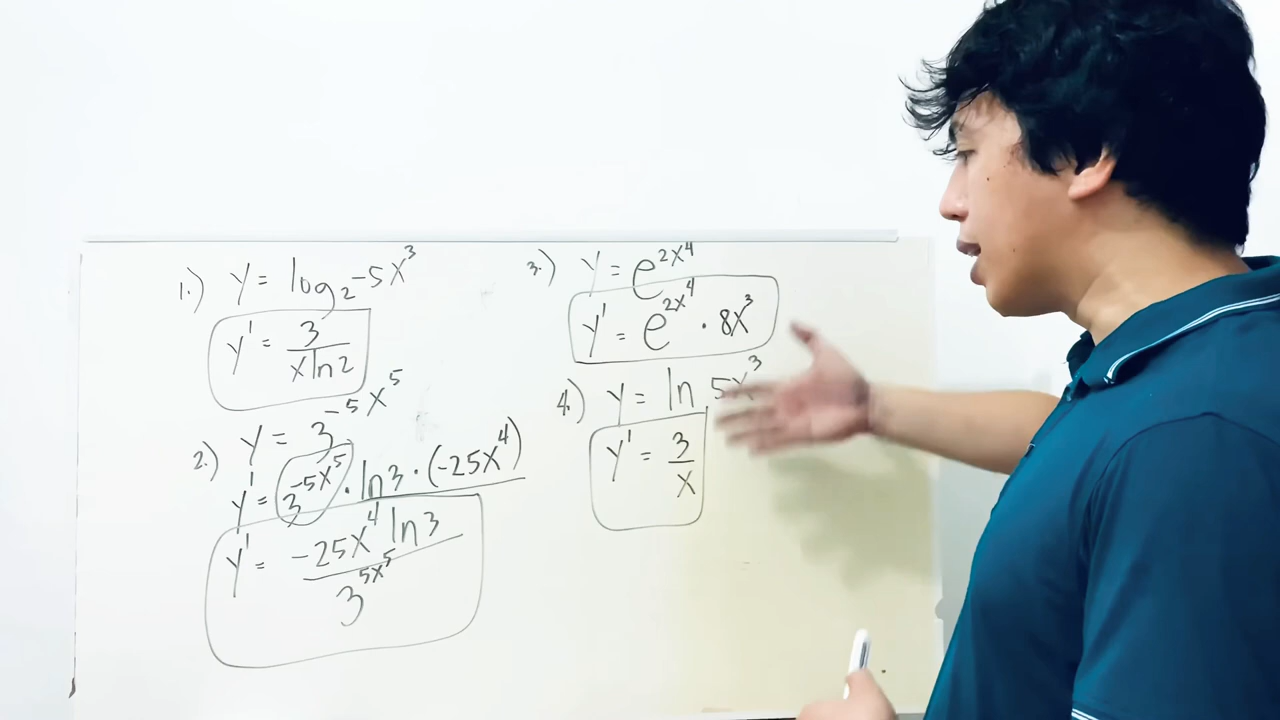 1.) y = log₂ -5x³
y' = 3/(x ln 2)
2.) y = 3^(-5x⁵)
y' = 3^(-5x⁵) · ln 3 · (-25x⁴)
y' = (-25x⁴ ln 3)/(3^(5x⁵))
3.) y = e^(2x⁴)
y' = e^(2x⁴) · 8x³
4.) y = ln 5x³
y' = 3/x